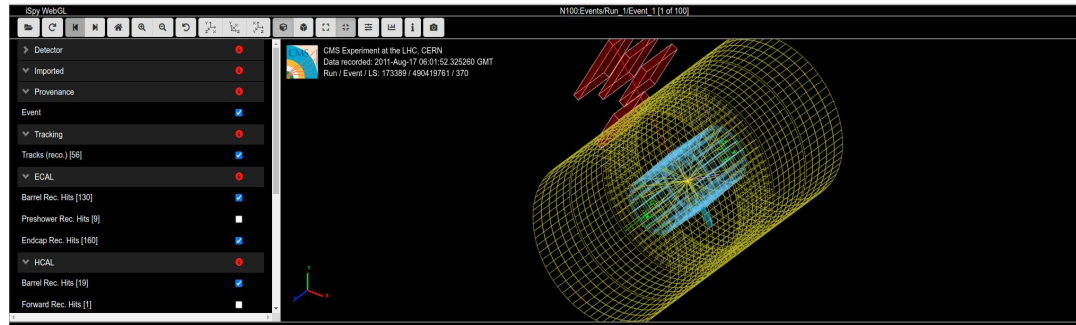 iSpy WebGL
N100:Events/Run_1/Event_1 [1 of 100]
Detector
Imported
Provenance
Event
Tracking
Tracks (reco.) [56]
ECAL
Barrel Rec. Hits [130]
Preshower Rec. Hits [9]
Endcap Rec. Hits [160]
HCAL
Barrel Rec. Hits [19]
Forward Rec. Hits [1]
CMS
CMS Experiment at the LHC, CERN
Data recorded: 2011-Aug-17 06:01:52.325260 GMT
Run / Event / LS: 173389 / 490419761 / 370
Y
X